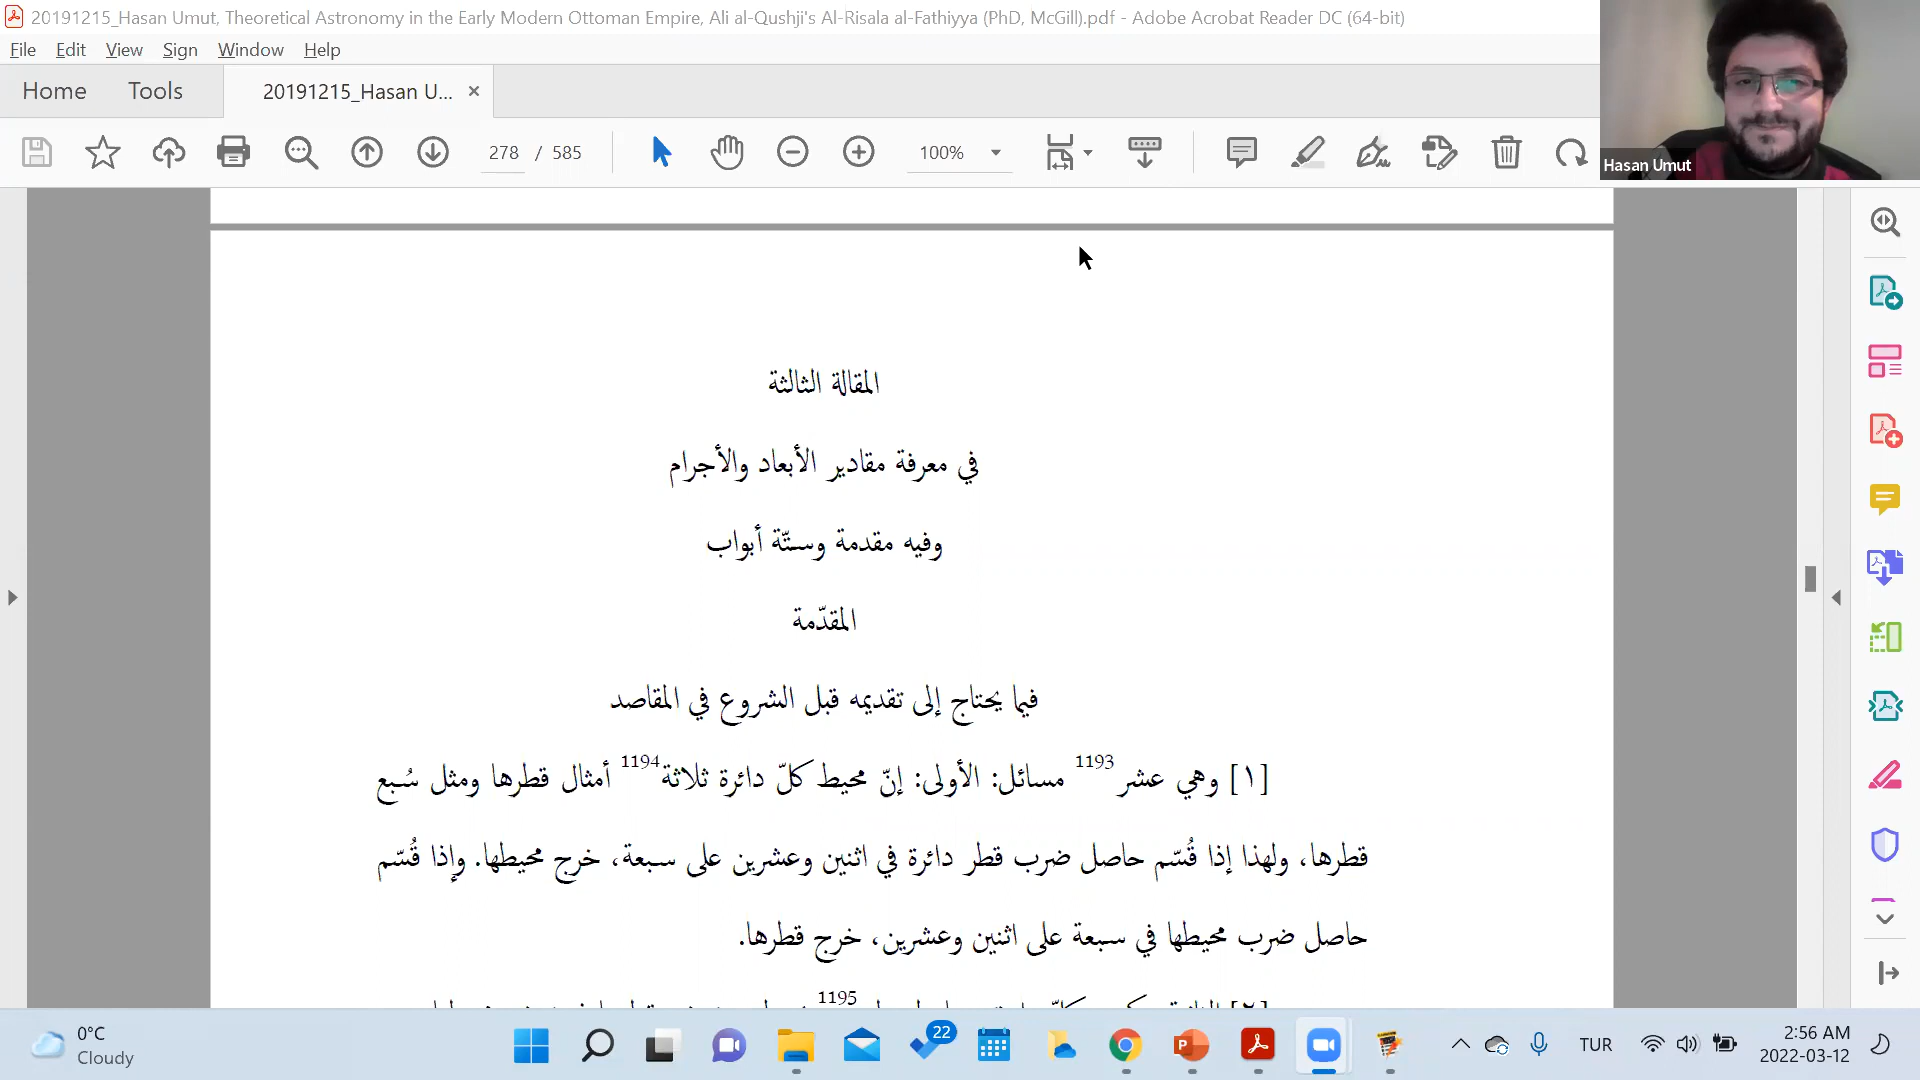 20191215_Hasan Umut, Theoretical Astronomy in the Early Modern Ottoman Empire, Ali al-Qushji's Al-Risala al-Fathiyya (PhD, McGill).pdf - Adobe Acrobat Reader DC (64-bit)
File Edit View Sign Window Help
Home Tools 20191215_Hasan U... ×
278 / 585 100%
Hasan Umut
المقالة الثالثة
في معرفة مقادير الأبعاد والأجرام
وفيه مقدمة وستّة أبواب
المقدّمة
فيما يحتاج إلى تقديمه قبل الشروع في المقاصد
[١] وهي عشر1193 مسائل: الأولى: إنّ محيط كلّ دائرة ثلاثة1194 أمثال قطرها ومثل سُبع
قطرها، ولهذا إذا قُسّم حاصل ضرب قطر دائرة في اثنين وعشرين على سبعة، خرج محيطها. وإذا قُسّم
حاصل ضرب محيطها في سبعة على اثنين وعشرين، خرج قطرها.
1195
0°C
Cloudy
22
TUR
2:56 AM
2022-03-12